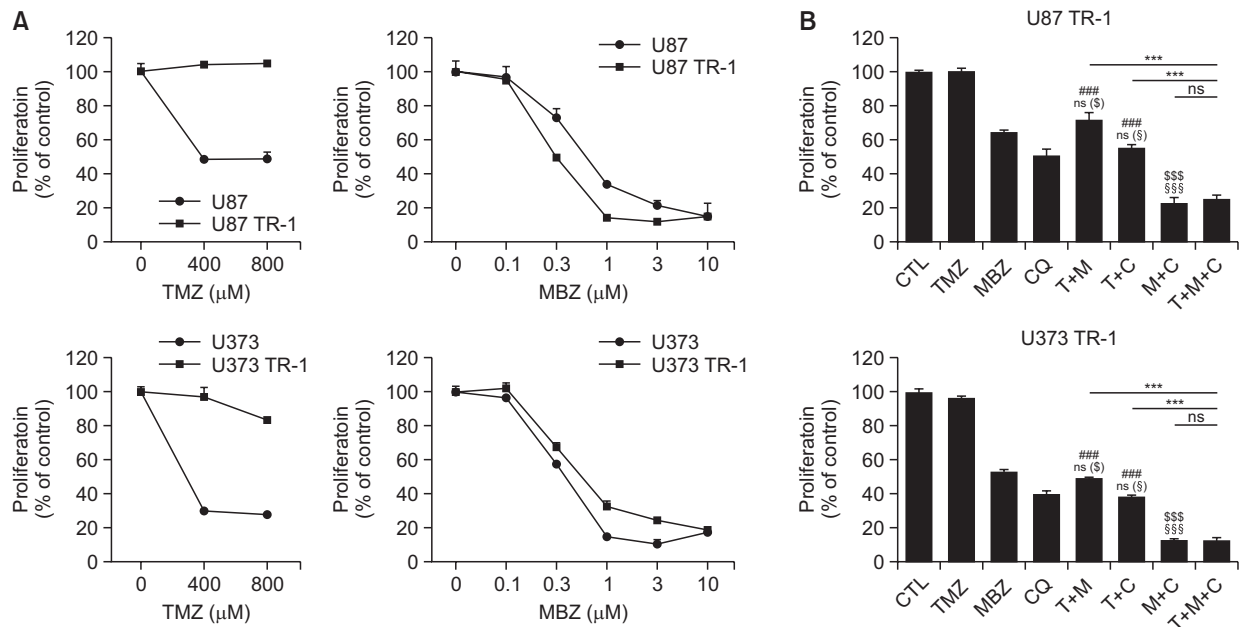 A
120
100
80
60
40
20
0
Proliferatoin
(% of control)
U87
U87 TR-1
0 400 800
TMZ (μM)
120
100
80
60
40
20
0
Proliferatoin
(% of control)
U87
U87 TR-1
0 0.1 0.3 1 3 10
MBZ (μM)
120
100
80
60
40
20
0
Proliferatoin
(% of control)
U373
U373 TR-1
0 400 800
TMZ (μM)
120
100
80
60
40
20
0
Proliferatoin
(% of control)
U373
U373 TR-1
0 0.1 0.3 1 3 10
MBZ (μM)
B
U87 TR-1
120
100
80
60
40
20
0
Proliferatoin
(% of control)
***
***
ns
###
ns ($)
###
ns (§)
$$$
§§§
CTL TMZ MBZ CQ T+M T+C M+C T+M+C
U373 TR-1
120
100
80
60
40
20
0
Proliferatoin
(% of control)
***
***
ns
###
ns ($)
###
ns (§)
$$$
§§§
CTL TMZ MBZ CQ T+M T+C M+C T+M+C